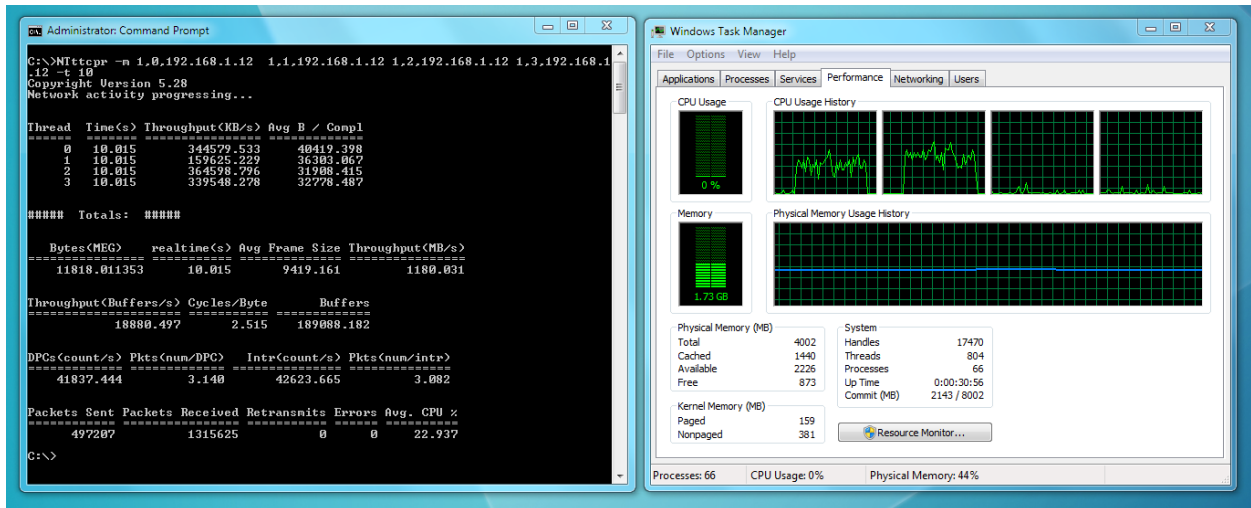 Administrator: Command Prompt
C:\>NTttcpr -m 1,0,192.168.1.12  1,1,192.168.1.12 1,2,192.168.1.12 1,3,192.168.1
.12 -t 10
Copyright Version 5.28
Network activity progressing...
Thread  Time(s) Throughput(KB/s) Avg B / Compl
====== ======= ================ =============
0  10.015  344579.533  40419.398
1  10.015  159625.229  36303.067
2  10.015  364598.796  31908.415
3  10.015  339548.278  32778.487
#####  Totals:  #####
Bytes(MEG)  realtime(s) Avg Frame Size Throughput(MB/s)
================ =========== ============== ================
11818.011353  10.015  9419.161  1180.031
Throughput(Buffers/s) Cycles/Byte  Buffers
===================== =========== =============
18880.497  2.515  189088.182
DPCs(count/s) Pkts(num/DPC)  Intr(count/s) Pkts(num/intr)
============= ============= =============== ==============
41837.444  3.140  42623.665  3.082
Packets Sent Packets Received Retransmits Errors Avg. CPU %
============ ================ =========== ====== ==========
497207  1315625  0  0  22.937
C:\>
Windows Task Manager
File Options View Help
Applications Processes Services Performance Networking Users
CPU Usage CPU Usage History
0 %
Memory Physical Memory Usage History
1.73 GB
Physical Memory (MB)
Total 4002
Cached 1440
Available 2226
Free 873
Kernel Memory (MB)
Paged 159
Nonpaged 381
System
Handles 17470
Threads 804
Processes 66
Up Time 0:00:30:56
Commit (MB) 2143 / 8002
Resource Monitor...
Processes: 66 CPU Usage: 0% Physical Memory: 44%